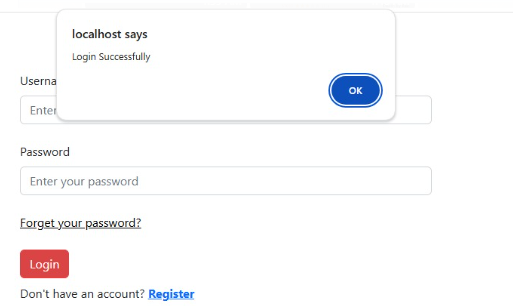 localhost says
Login Successfully
OK
Userna
Enter
Password
Enter your password
Forget your password?
Login
Don't have an account? Register